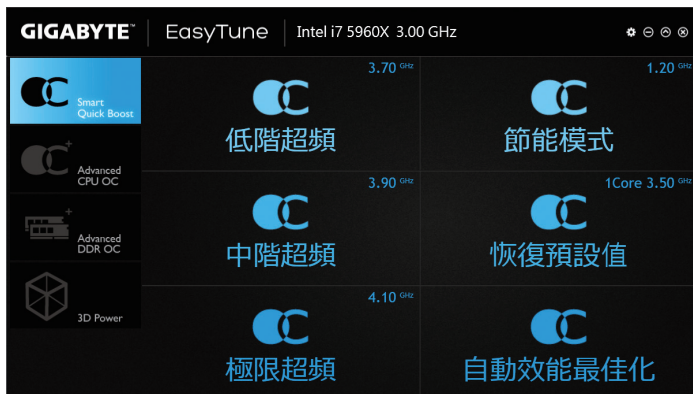 GIGABYTE™ EasyTune Intel i7 5960X 3.00 GHz
Smart
Quick Boost
Advanced
CPU OC
Advanced
DDR OC
3D Power
3.70 GHz
低階超頻
1.20 GHz
節能模式
3.90 GHz
中階超頻
1Core 3.50 GHz
恢復預設值
4.10 GHz
極限超頻
自動效能最佳化